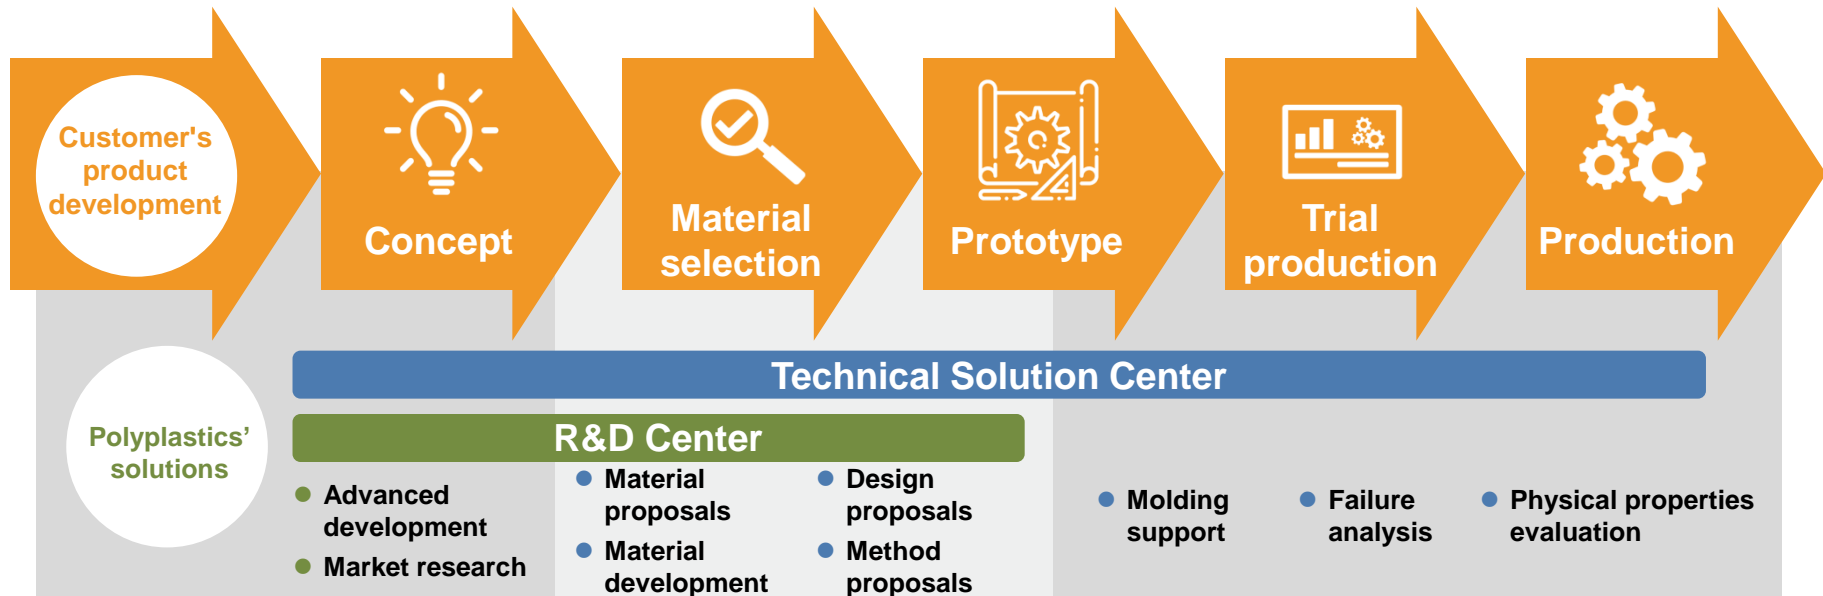 Customer's
product
development
Concept
Material
selection
Prototype
Trial
production
Production
Technical Solution Center
R&D Center
Polyplastics’
solutions
Advanced
development
Market research
Material
proposals
Material
development
Design
proposals
Method
proposals
Molding
support
Failure
analysis
Physical properties
evaluation